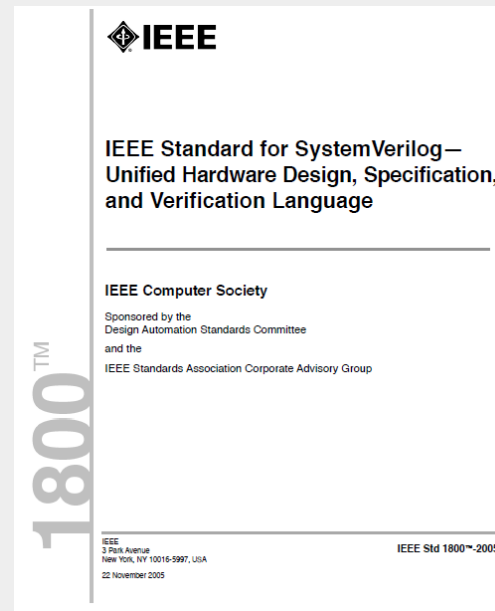 IEEE
IEEE Standard for SystemVerilog—
Unified Hardware Design, Specification,
and Verification Language
IEEE Computer Society
Sponsored by the
Design Automation Standards Committee
and the
IEEE Standards Association Corporate Advisory Group
1800™
IEEE
3 Park Avenue
New York, NY 10016-5997, USA
22 November 2005
IEEE Std 1800™-2005